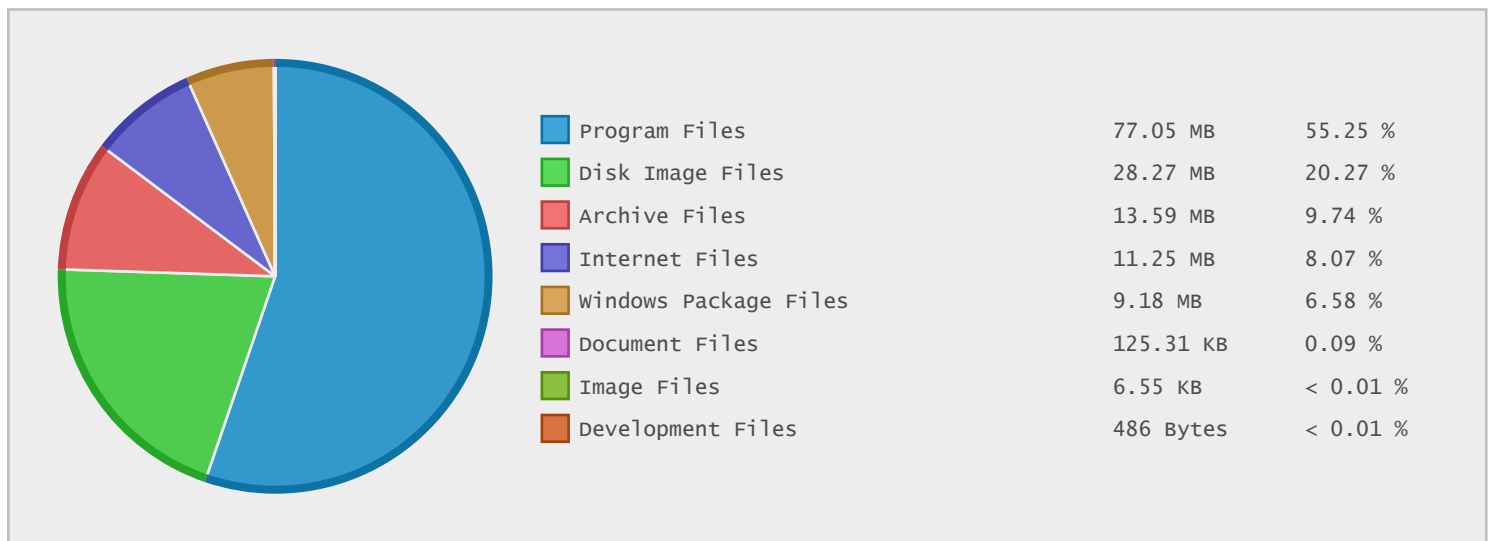 Program Files 77.05 MB 55.25 %
Disk Image Files 28.27 MB 20.27 %
Archive Files 13.59 MB 9.74 %
Internet Files 11.25 MB 8.07 %
Windows Package Files 9.18 MB 6.58 %
Document Files 125.31 KB 0.09 %
Image Files 6.55 KB < 0.01 %
Development Files 486 Bytes < 0.01 %